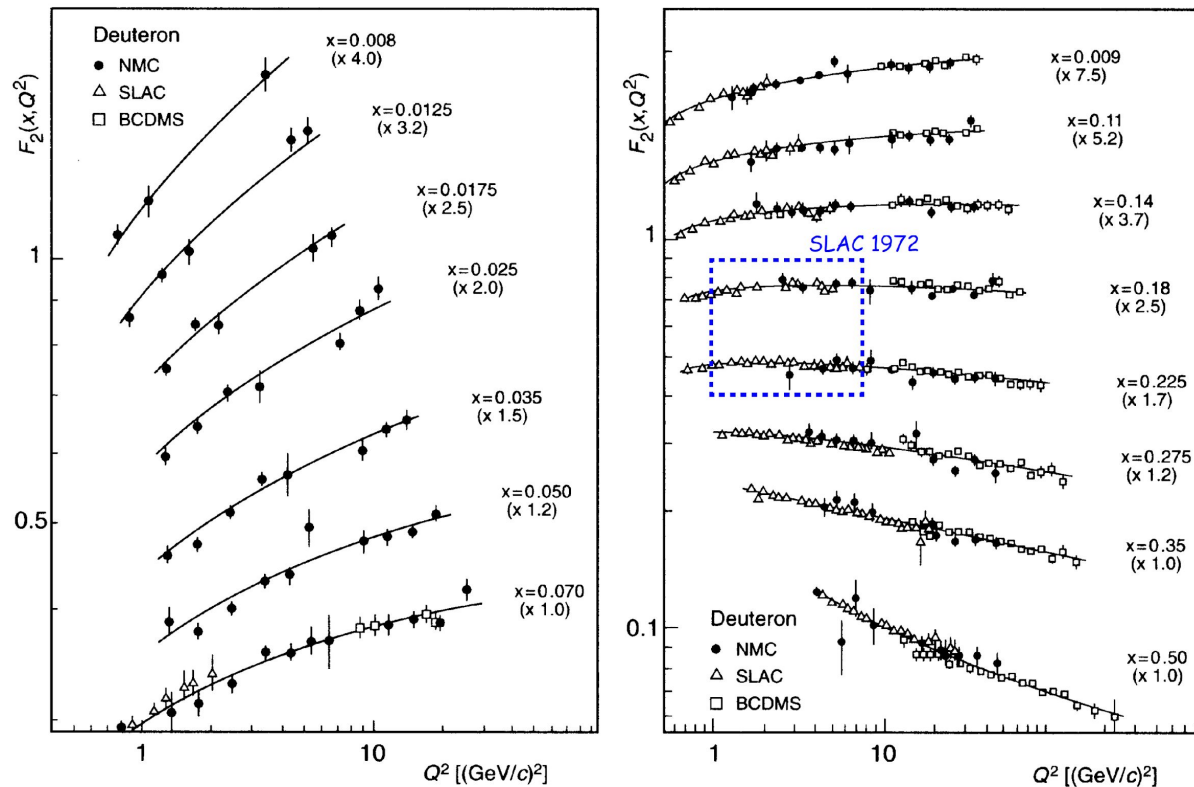 Deuteron
NMC
SLAC
BCDMS
x=0.008
(x 4.0)
x=0.0125
(x 3.2)
x=0.0175
(x 2.5)
x=0.025
(x 2.0)
x=0.035
(x 1.5)
x=0.050
(x 1.2)
x=0.070
(x 1.0)
F₂(x,Q²)
1
0.5
1
10
Q² [(GeV/c)²]
x=0.009
(x 7.5)
x=0.11
(x 5.2)
x=0.14
(x 3.7)
SLAC 1972
x=0.18
(x 2.5)
x=0.225
(x 1.7)
x=0.275
(x 1.2)
x=0.35
(x 1.0)
x=0.50
(x 1.0)
F₂(x,Q²)
1
0.1
Deuteron
NMC
SLAC
BCDMS
1
10
Q² [(GeV/c)²]